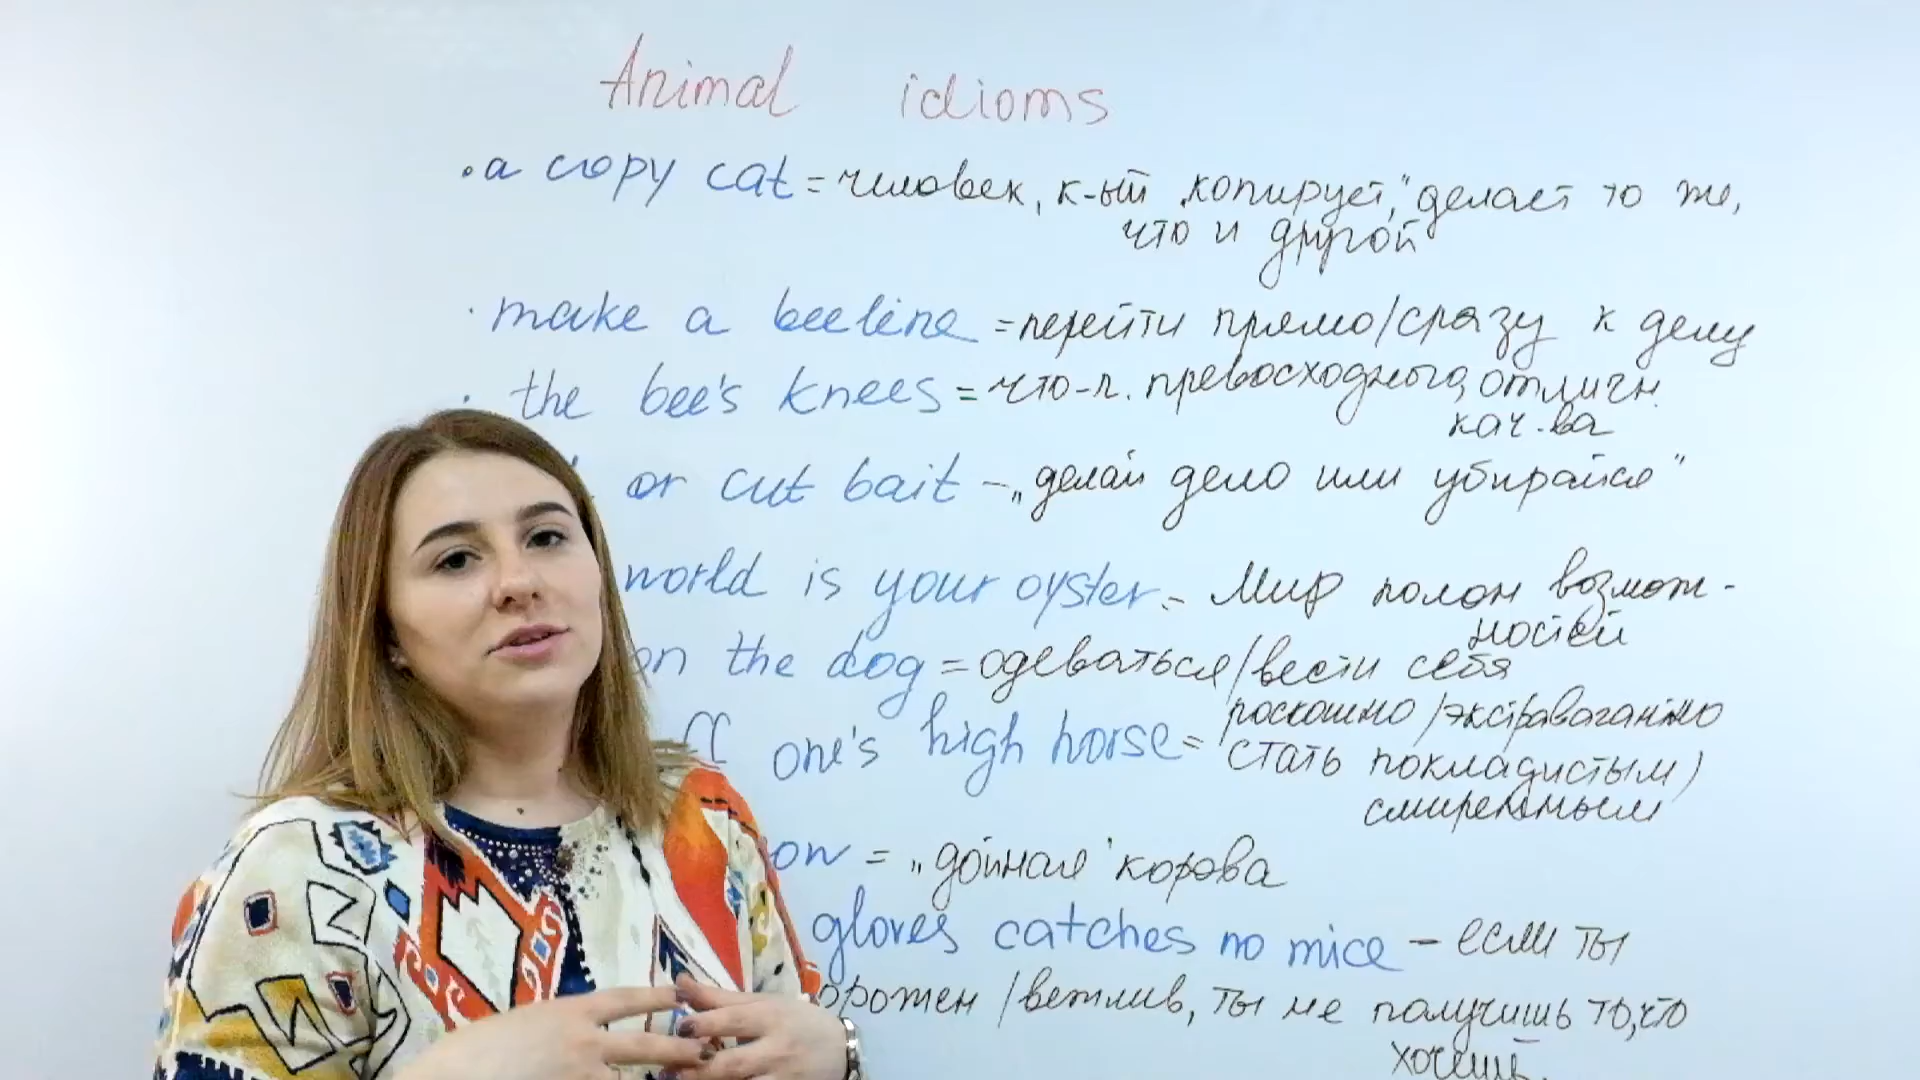 Animal idioms
• a copy cat = человек, к-ый „копирует," делает то же,
что и другой
· make a beeline = перейти прямо/сразу к делу
· the bee's knees = что-л. превосходного, отличн.
кач-ва
or cut bait – „делай дело или убирайся"
world is your oyster – Мир полон возмож-
ностей
on the dog = одеваться/вести себя
роскошно/экстравагантно
one's high horse = стать покладистым/
смиренным
= „дойная" корова
gloves catches no mice – если ты
вежлив, ты не получишь то, что
хочешь.